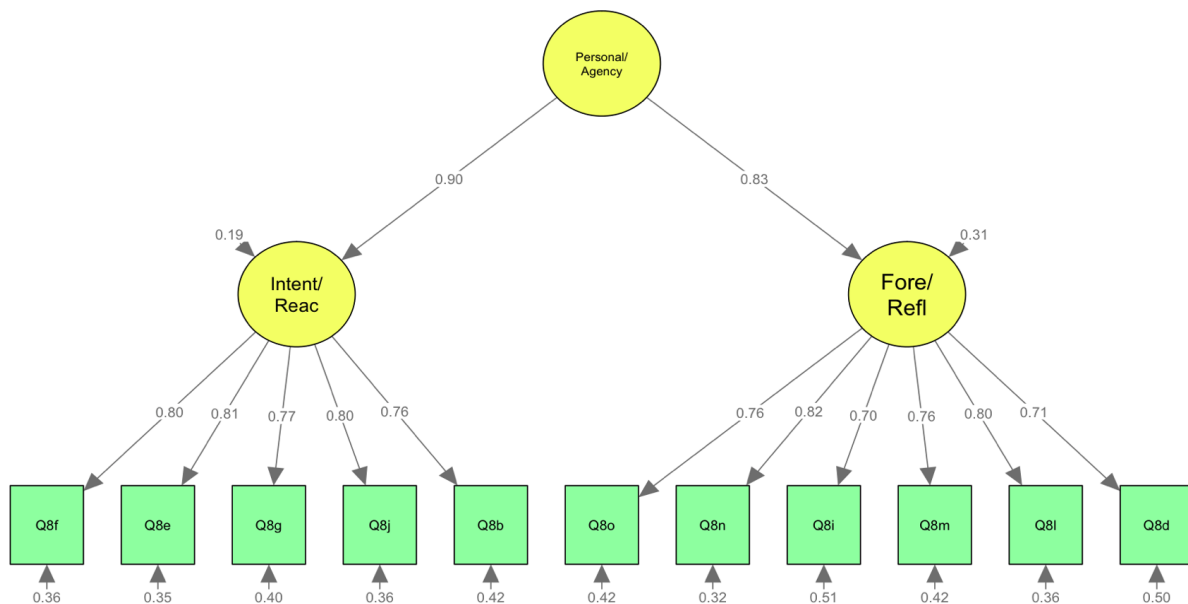 Personal/
Agency
0.90
0.83
0.19
0.31
Intent/
Reac
Fore/
Refl
0.80
0.81
0.77
0.80
0.76
0.76
0.82
0.70
0.76
0.80
0.71
Q8f
Q8e
Q8g
Q8j
Q8b
Q8o
Q8n
Q8i
Q8m
Q8l
Q8d
0.36
0.35
0.40
0.36
0.42
0.42
0.32
0.51
0.42
0.36
0.50